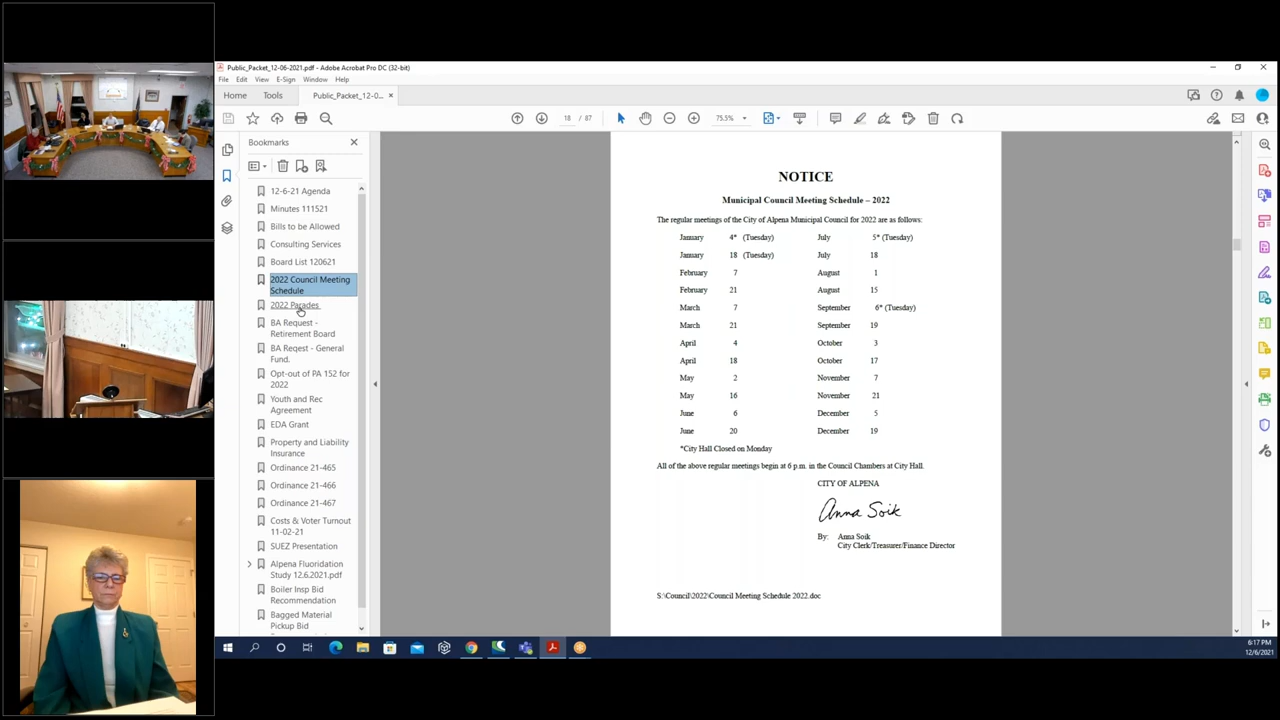 Public_Packet_12-06-2021.pdf - Adobe Acrobat Pro DC (32-bit)
File Edit View E-Sign Window Help
Home Tools Public_Packet_12-0... ×
18 / 87 75.5%
Bookmarks
12-6-21 Agenda
Minutes 111521
Bills to be Allowed
Consulting Services
Board List 120621
2022 Council Meeting
Schedule
2022 Parades
BA Request -
Retirement Board
BA Reqest - General
Fund.
Opt-out of PA 152 for
2022
Youth and Rec
Agreement
EDA Grant
Property and Liability
Insurance
Ordinance 21-465
Ordinance 21-466
Ordinance 21-467
Costs & Voter Turnout
11-02-21
SUEZ Presentation
Alpena Fluoridation
Study 12.6.2021.pdf
Boiler Insp Bid
Recommendation
Bagged Material
Pickup Bid
NOTICE
Municipal Council Meeting Schedule – 2022
The regular meetings of the City of Alpena Municipal Council for 2022 are as follows:
January 4* (Tuesday) July 5* (Tuesday)
January 18 (Tuesday) July 18
February 7 August 1
February 21 August 15
March 7 September 6* (Tuesday)
March 21 September 19
April 4 October 3
April 18 October 17
May 2 November 7
May 16 November 21
June 6 December 5
June 20 December 19
*City Hall Closed on Monday
All of the above regular meetings begin at 6 p.m. in the Council Chambers at City Hall.
CITY OF ALPENA
Anna Soik
By: Anna Soik
City Clerk/Treasurer/Finance Director
S:\Council\2022\Council Meeting Schedule 2022.doc
6:17 PM
12/6/2021